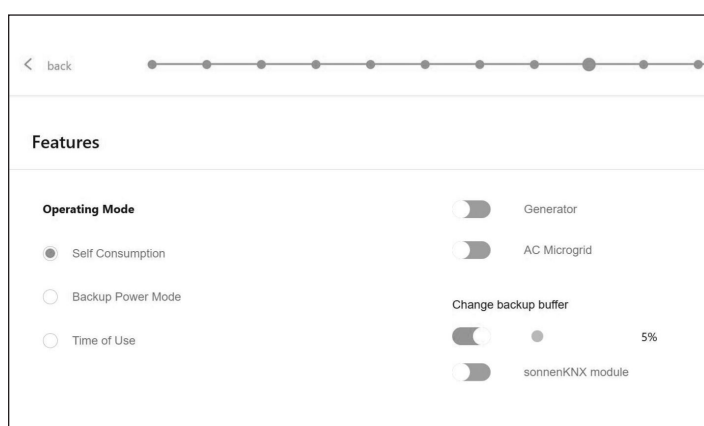 back
Features
Operating Mode
Self Consumption
Backup Power Mode
Time of Use
Generator
AC Microgrid
Change backup buffer
5%
sonnenKNX module